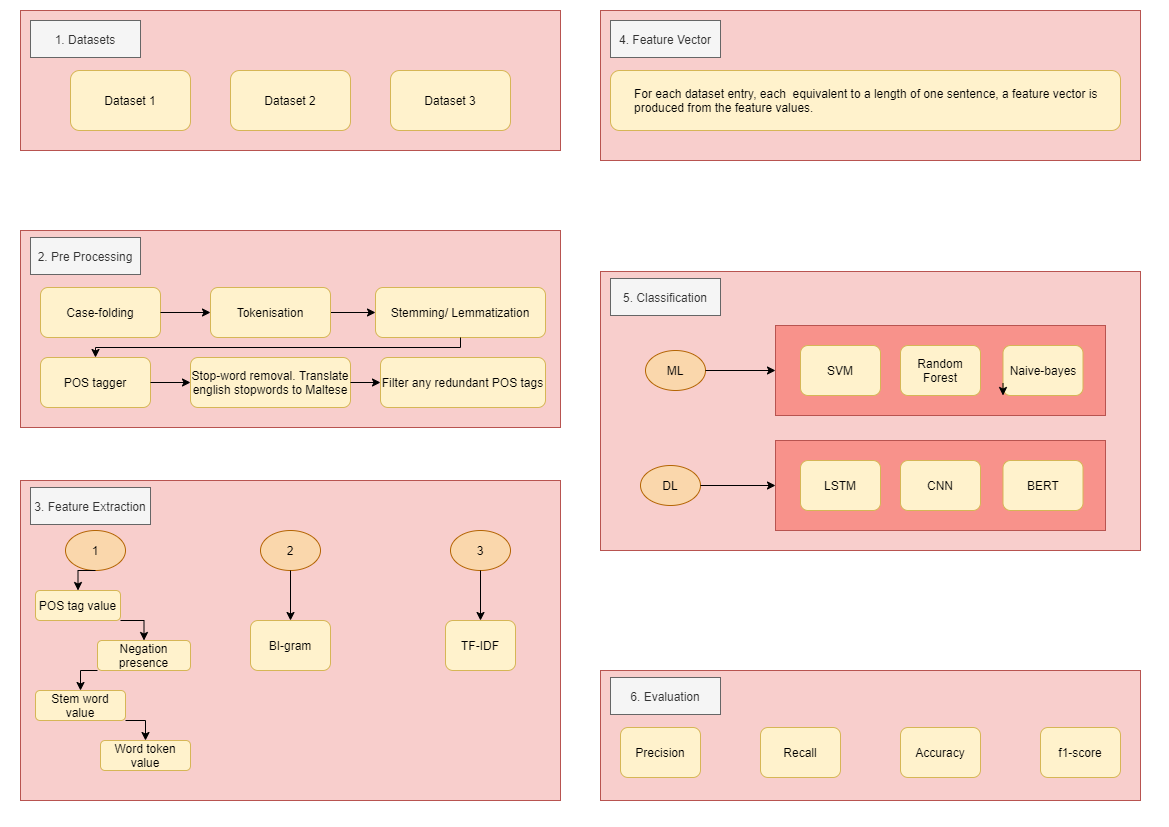 1. Datasets
Dataset 1
Dataset 2
Dataset 3
2. Pre Processing
Case-folding
Tokenisation
Stemming/ Lemmatization
POS tagger
Stop-word removal. Translate
english stopwords to Maltese
Filter any redundant POS tags
3. Feature Extraction
1
POS tag value
Negation
presence
Stem word
value
Word token
value
2
BI-gram
3
TF-IDF
4. Feature Vector
For each dataset entry, each  equivalent to a length of one sentence, a feature vector is
produced from the feature values.
5. Classification
ML
SVM
Random
Forest
Naive-bayes
DL
LSTM
CNN
BERT
6. Evaluation
Precision
Recall
Accuracy
f1-score